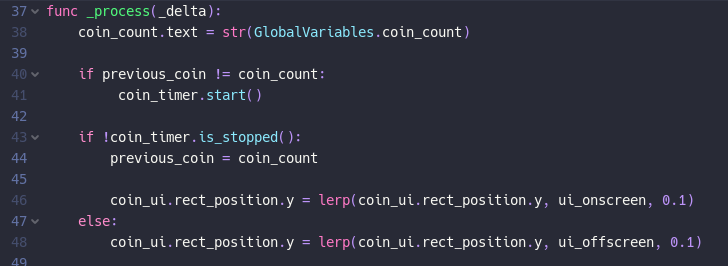 37 func _process(_delta):
38 coin_count.text = str(GlobalVariables.coin_count)
39
40 if previous_coin != coin_count:
41 coin_timer.start()
42
43 if !coin_timer.is_stopped():
44 previous_coin = coin_count
45
46 coin_ui.rect_position.y = lerp(coin_ui.rect_position.y, ui_onscreen, 0.1)
47 else:
48 coin_ui.rect_position.y = lerp(coin_ui.rect_position.y, ui_offscreen, 0.1)
49